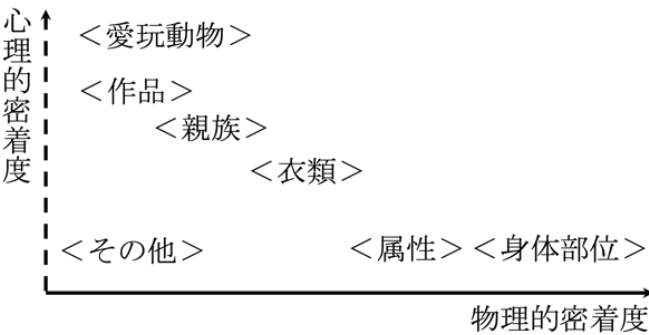 心理的密着度
＜愛玩動物＞
＜作品＞
＜親族＞
＜衣類＞
＜その他＞
＜属性＞
＜身体部位＞
物理的密着度